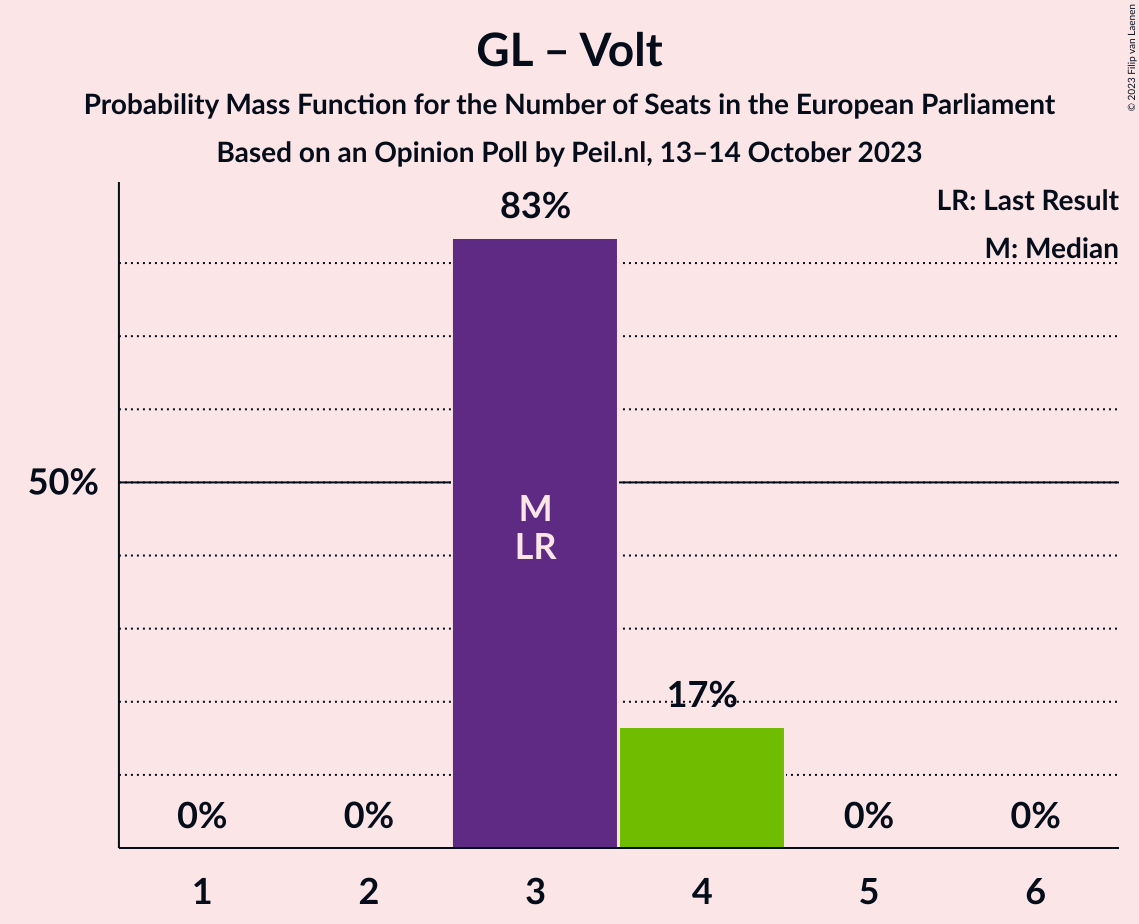 GL – Volt
Probability Mass Function for the Number of Seats in the European Parliament
Based on an Opinion Poll by Peil.nl, 13–14 October 2023
© 2023 Filip van Laenen
LR: Last Result
M: Median
83%
50%
M
LR
17%
0% 0% 0% 0%
1 2 3 4 5 6